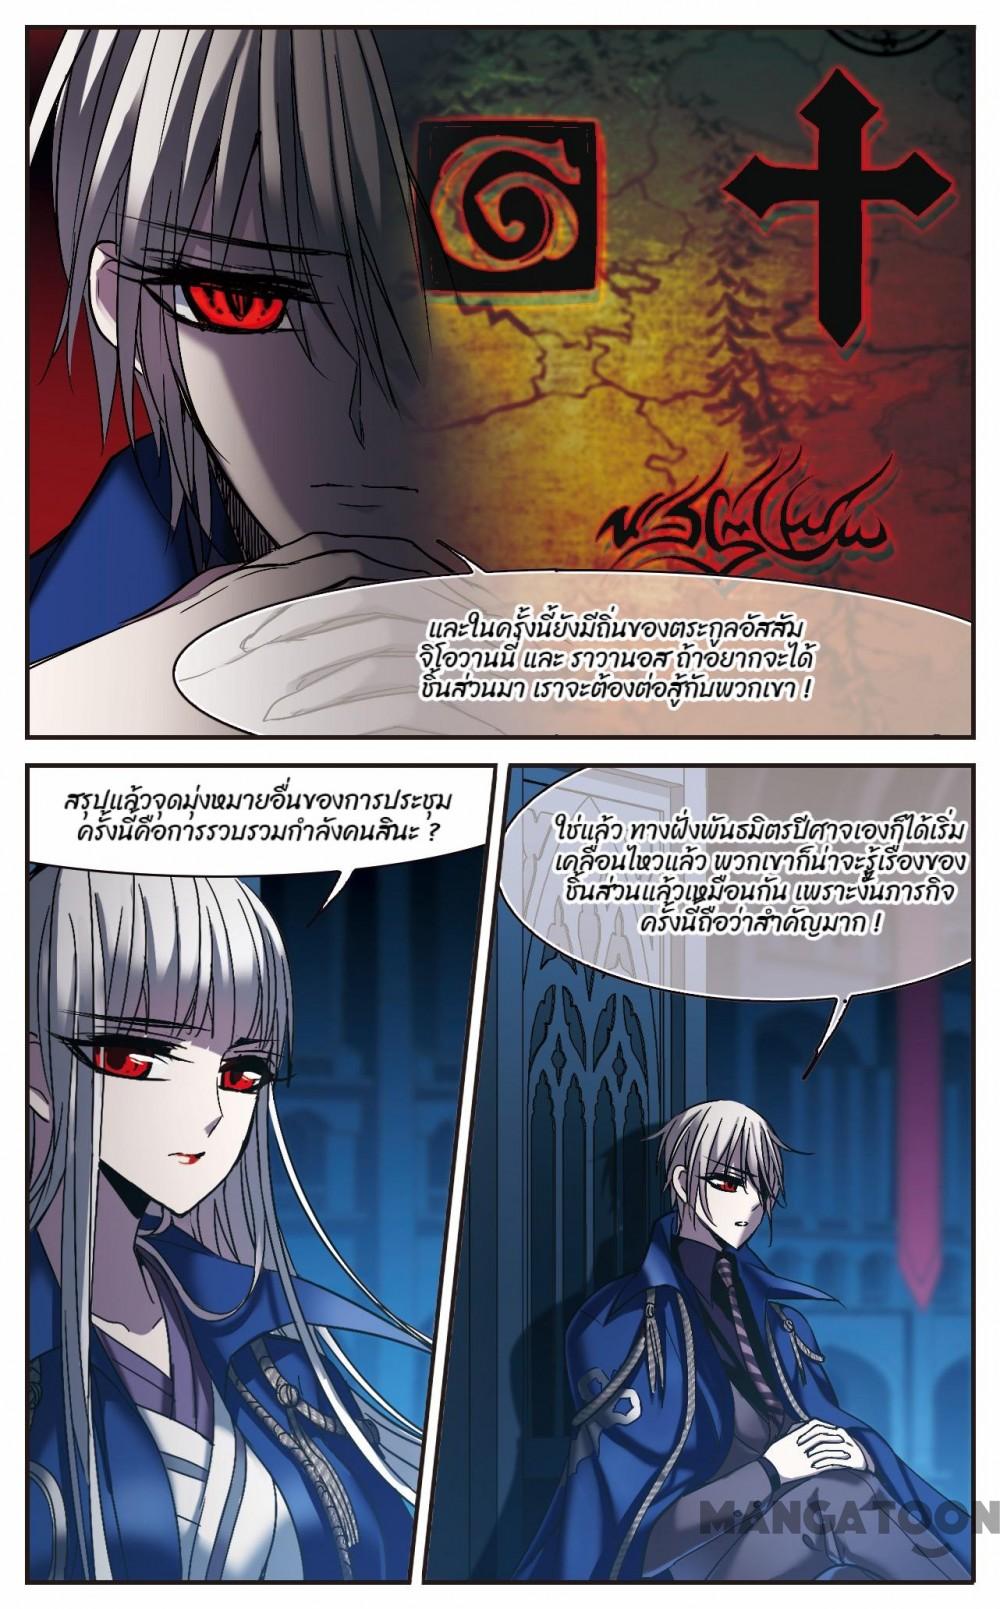 และในครั้งนี้ยังมีถิ่นของตระกูลอัสสัม
จิโอวานนี่ และ ราวานอส ถ้าอยากจะได้
ชิ้นส่วนมา เราจะต้องต่อสู้กับพวกเขา !
สรุปแล้วจุดมุ่งหมายอื่นของการประชุม
ครั้งนี้คือการรวบรวมกำลังคนสินะ ?
ใช่แล้ว ทางฝั่งพันธมิตรปีศาจเองก็ได้เริ่ม
เคลื่อนไหวแล้ว พวกเขาก็น่าจะรู้เรื่องของ
ชิ้นส่วนแล้วเหมือนกัน เพราะงั้นภารกิจ
ครั้งนี้ถือว่าสำคัญมาก !
MANGATOON